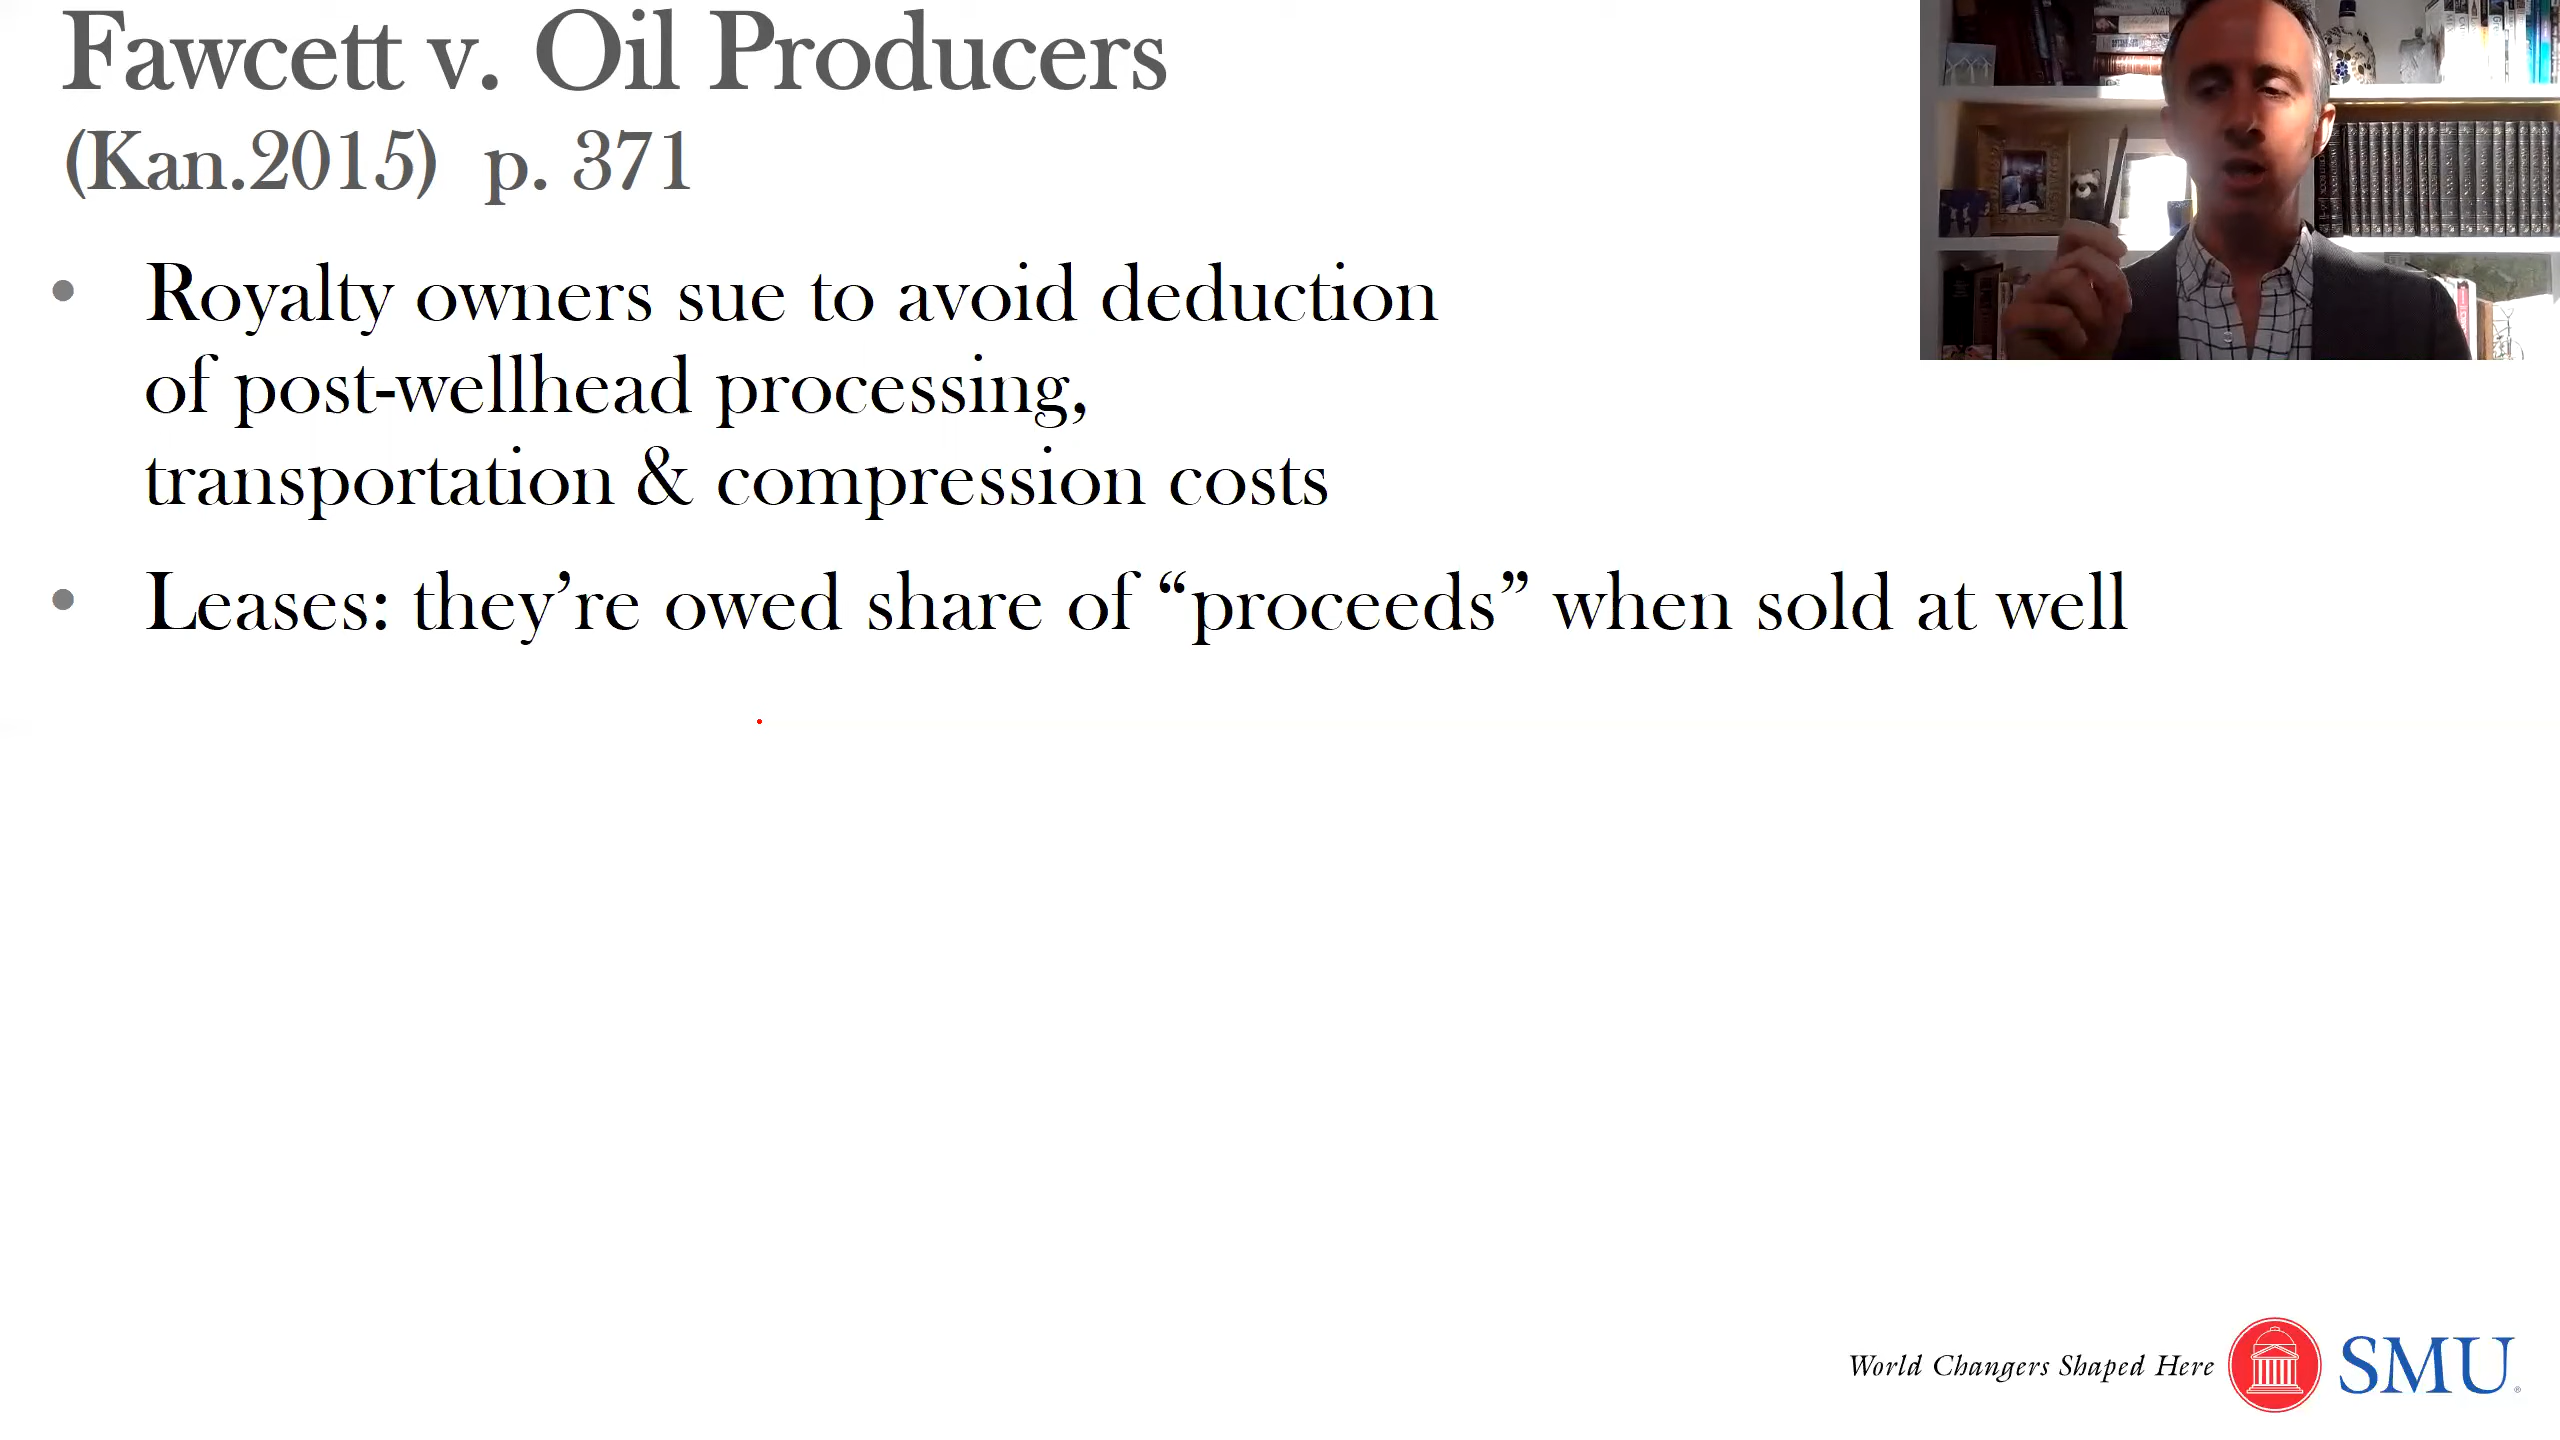 Fawcett v. Oil Producers
(Kan.2015) p. 371
• Royalty owners sue to avoid deduction
of post-wellhead processing,
transportation & compression costs
• Leases: they're owed share of “proceeds” when sold at well
World Changers Shaped Here
SMU®